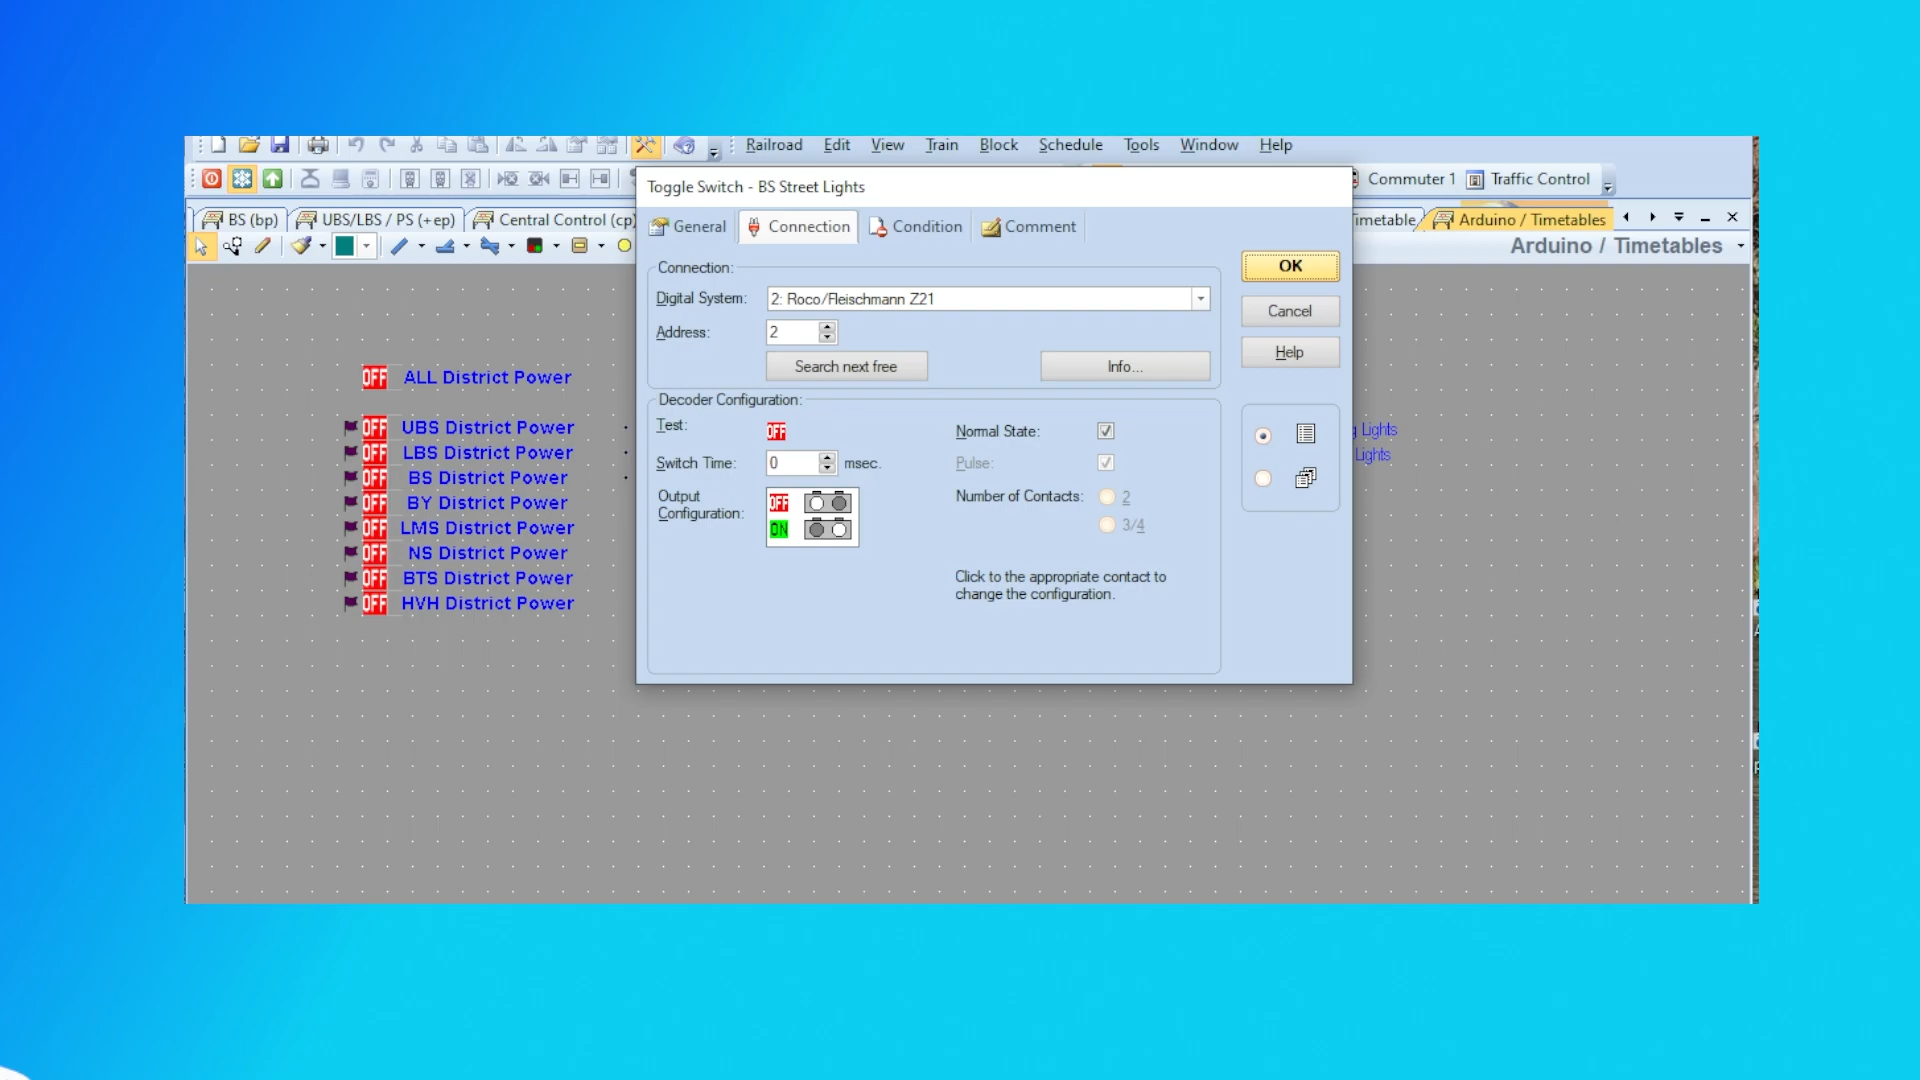 Railroad Edit View Train Block Schedule Tools Window Help
Commuter 1 Traffic Control
Toggle Switch - BS Street Lights
BS (bp) UBS/LBS / PS (+ep) Central Control (cp)
Timetable Arduino / Timetables
Arduino / Timetables
General Connection Condition Comment
Connection:
Digital System: 2: Roco/Fleischmann Z21
Address: 2
Search next free Info...
OK
Cancel
Help
Decoder Configuration:
Test: OFF
Normal State:
Switch Time: 0 msec.
Pulse:
Output
Configuration:
OFF
ON
Number of Contacts: 2
3/4
Click to the appropriate contact to
change the configuration.
OFF ALL District Power
OFF UBS District Power
OFF LBS District Power
OFF BS District Power
OFF BY District Power
OFF LMS District Power
OFF NS District Power
OFF BTS District Power
OFF HVH District Power
Lights
Lights